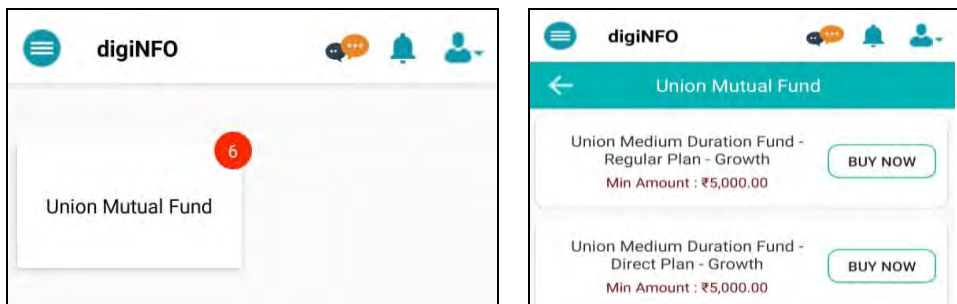 digiNFO
6
Union Mutual Fund
digiNFO
Union Mutual Fund
Union Medium Duration Fund -
Regular Plan - Growth
Min Amount : ₹5,000.00
BUY NOW
Union Medium Duration Fund -
Direct Plan - Growth
Min Amount : ₹5,000.00
BUY NOW